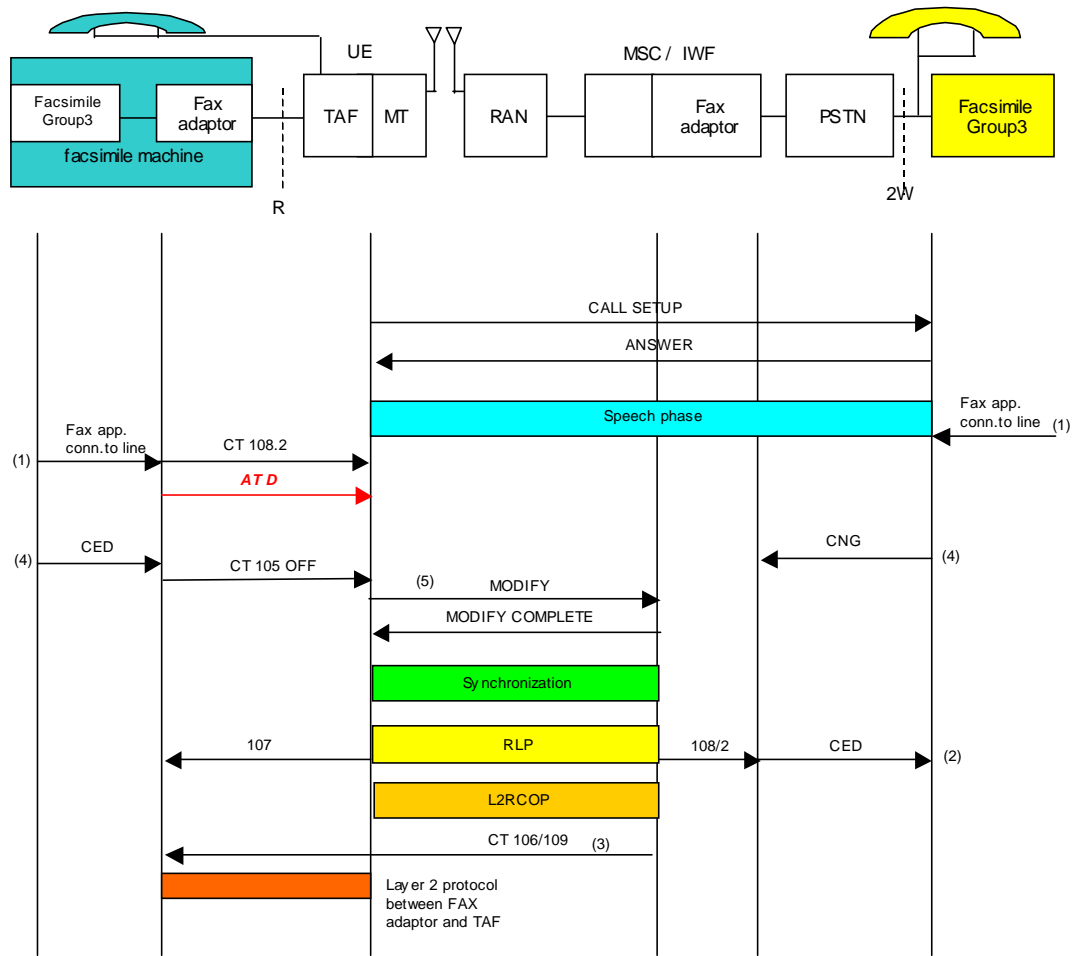 UE
MSC / IWF
Facsimile
Group3
Fax
adaptor
facsimile machine
TAF
MT
RAN
Fax
adaptor
PSTN
Facsimile
Group3
R
2W
CALL SETUP
ANSWER
Speech phase
Fax app.
conn.to line
(1)
Fax app.
conn.to line
(1)
CT 108.2
ATD
(4)
CED
CNG
(4)
CT 105 OFF
(5)
MODIFY
MODIFY COMPLETE
Synchronization
107
RLP
108/2
CED
(2)
L2RCOP
CT 106/109
(3)
Layer 2 protocol
between FAX
adaptor and TAF